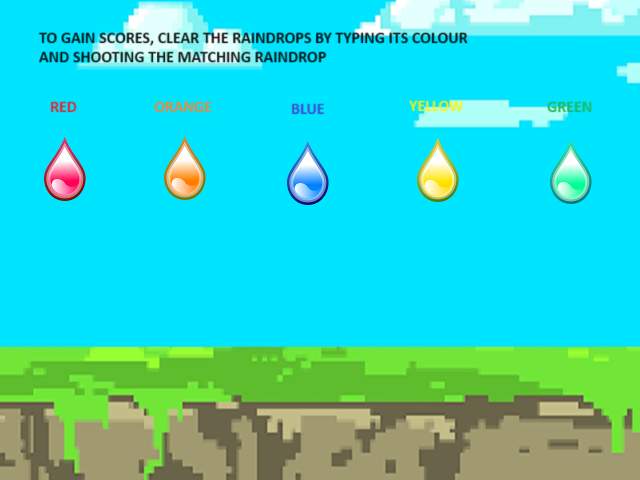 TO GAIN SCORES, CLEAR THE RAINDROPS BY TYPING ITS COLOUR
AND SHOOTING THE MATCHING RAINDROP
RED ORANGE BLUE YELLOW GREEN